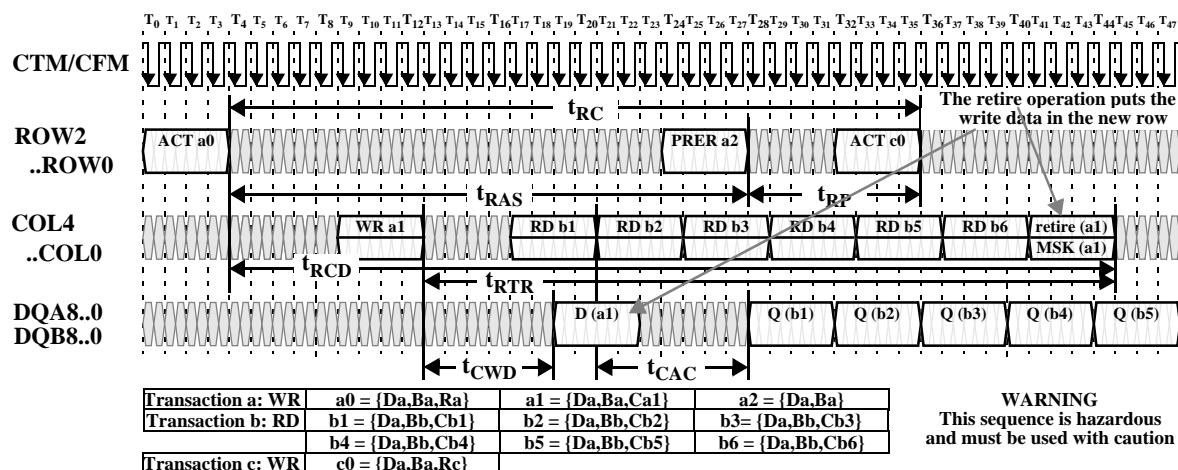 T0 T1 T2 T3 T4 T5 T6 T7 T8 T9 T10 T11 T12 T13 T14 T15 T16 T17 T18 T19 T20 T21 T22 T23 T24 T25 T26 T27 T28 T29 T30 T31 T32 T33 T34 T35 T36 T37 T38 T39 T40 T41 T42 T43 T44 T45 T46 T47
CTM/CFM
tRC
The retire operation puts the
write data in the new row
ROW2
..ROW0
ACT a0 PRER a2 ACT c0
tRAS tRP
COL4
..COL0
WR a1 RD b1 RD b2 RD b3 RD b4 RD b5 RD b6 retire (a1)
MSK (a1)
tRCD
tRTR
DQA8..0
DQB8..0
D (a1) Q (b1) Q (b2) Q (b3) Q (b4) Q (b5)
tCWD tCAC
Transaction a: WR a0 = {Da,Ba,Ra} a1 = {Da,Ba,Ca1} a2 = {Da,Ba}
Transaction b: RD b1 = {Da,Bb,Cb1} b2 = {Da,Bb,Cb2} b3= {Da,Bb,Cb3}
b4 = {Da,Bb,Cb4} b5 = {Da,Bb,Cb5} b6 = {Da,Bb,Cb6}
Transaction c: WR c0 = {Da,Ba,Rc}
WARNING
This sequence is hazardous
and must be used with caution